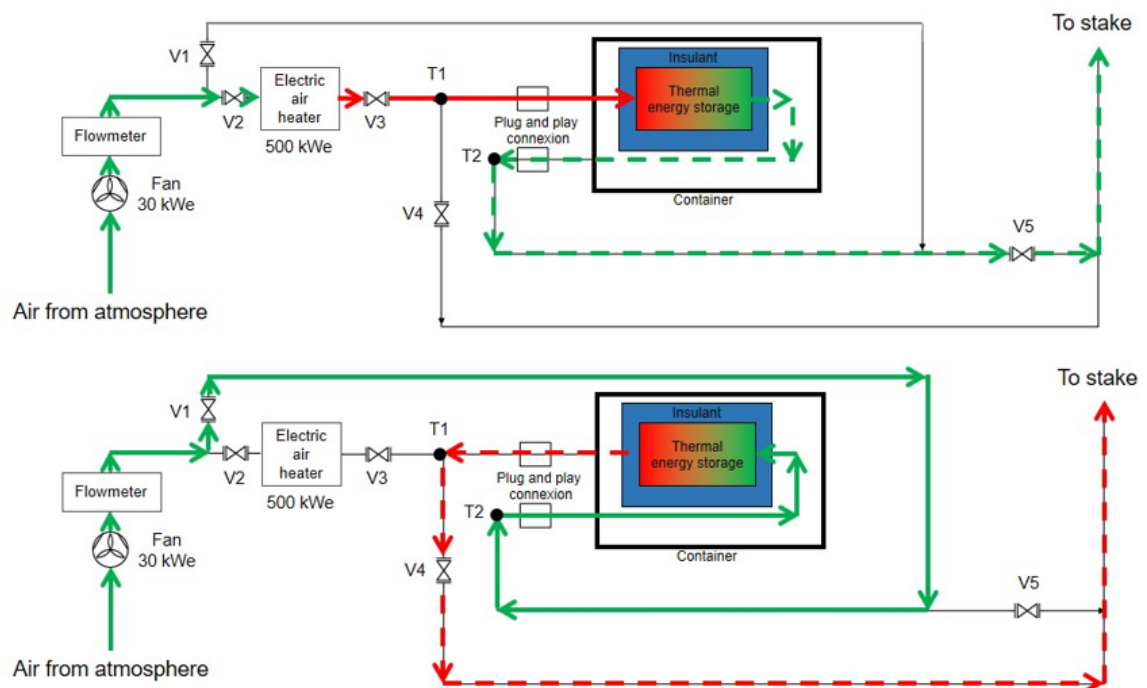 To stake
V1
Insulant
Electric
air
heater
T1
Thermal
energy storage
Flowmeter
V2
V3
500 kWe
Plug and play
connexion
T2
Fan
30 kWe
Container
V4
V5
Air from atmosphere
To stake
V1
Insulant
Electric
air
heater
T1
Thermal
energy storage
Flowmeter
V2
V3
500 kWe
Plug and play
connexion
T2
Fan
30 kWe
Container
V4
V5
Air from atmosphere